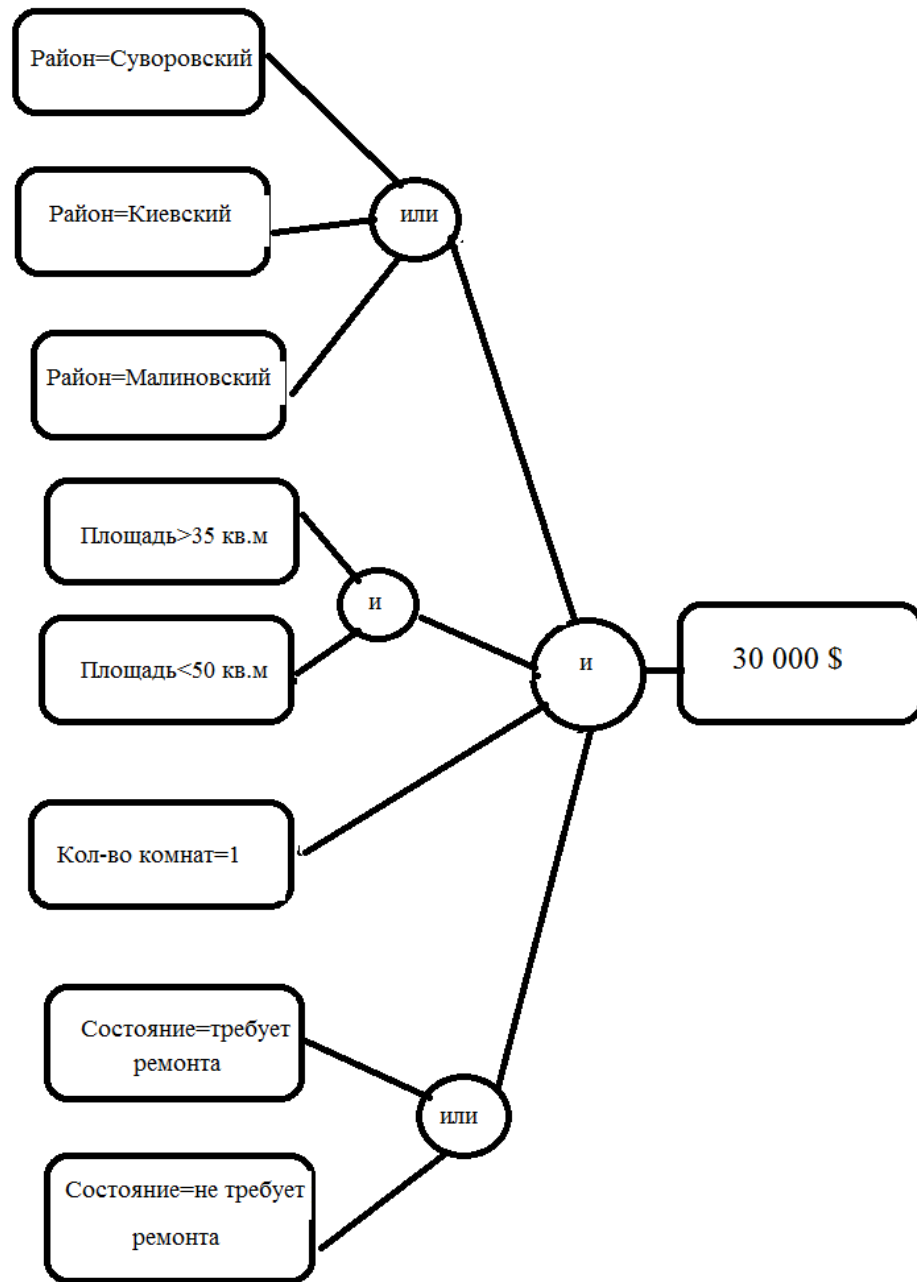 Район=Суворовский
или
Район=Киевский
Район=Малиновский
Площадь>35 кв.м
и
Площадь<50 кв.м
и
30 000 $
Кол-во комнат=1
Состояние=требует
ремонта
или
Состояние=не требует
ремонта